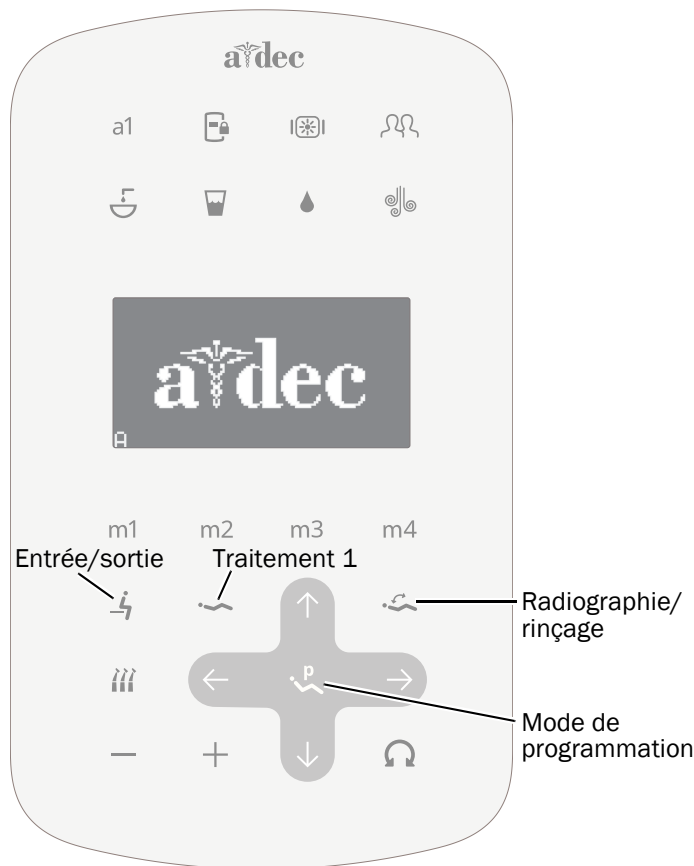 a dec
a1
a dec
A
m1 m2 m3 m4
Entrée/sortie Traitement 1
Radiographie/
rinçage
p
Mode de
programmation